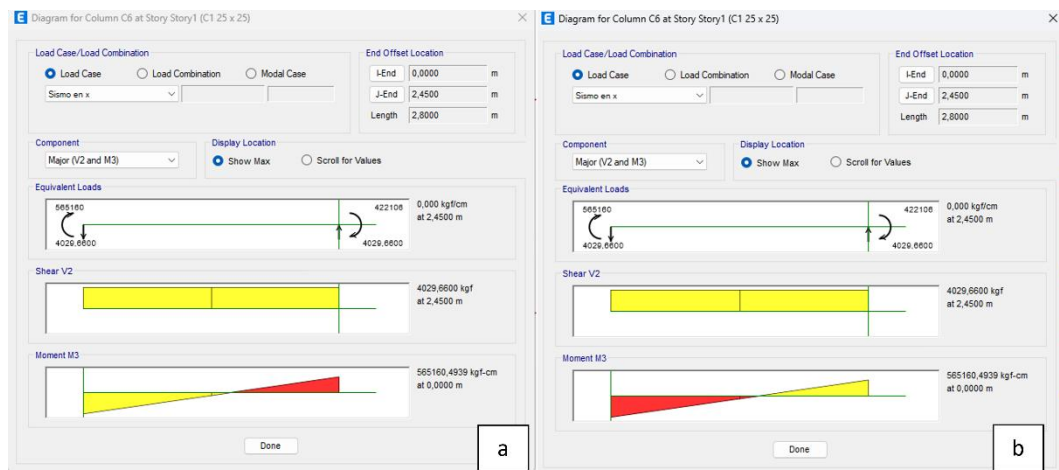 Diagram for Column C6 at Story Story1 (C1 25 x 25)
Load Case/Load Combination
Load Case
Load Combination
Modal Case
Sismo en x
End Offset Location
I-End
0,0000
m
J-End
2,4500
m
Length
2,8000
m
Component
Major (V2 and M3)
Display Location
Show Max
Scroll for Values
Equivalent Loads
565160
422106
4029,6600
4029,6600
0,000 kgf/cm
at 2,4500 m
Shear V2
4029,6600 kgf
at 2,4500 m
Moment M3
565160,4939 kgf-cm
at 0,0000 m
Done
a
Diagram for Column C6 at Story Story1 (C1 25 x 25)
Load Case/Load Combination
Load Case
Load Combination
Modal Case
Sismo en x
End Offset Location
I-End
0,0000
m
J-End
2,4500
m
Length
2,8000
m
Component
Major (V2 and M3)
Display Location
Show Max
Scroll for Values
Equivalent Loads
565160
422106
4029,6600
4029,6600
0,000 kgf/cm
at 2,4500 m
Shear V2
4029,6600 kgf
at 2,4500 m
Moment M3
565160,4939 kgf-cm
at 0,0000 m
Done
b